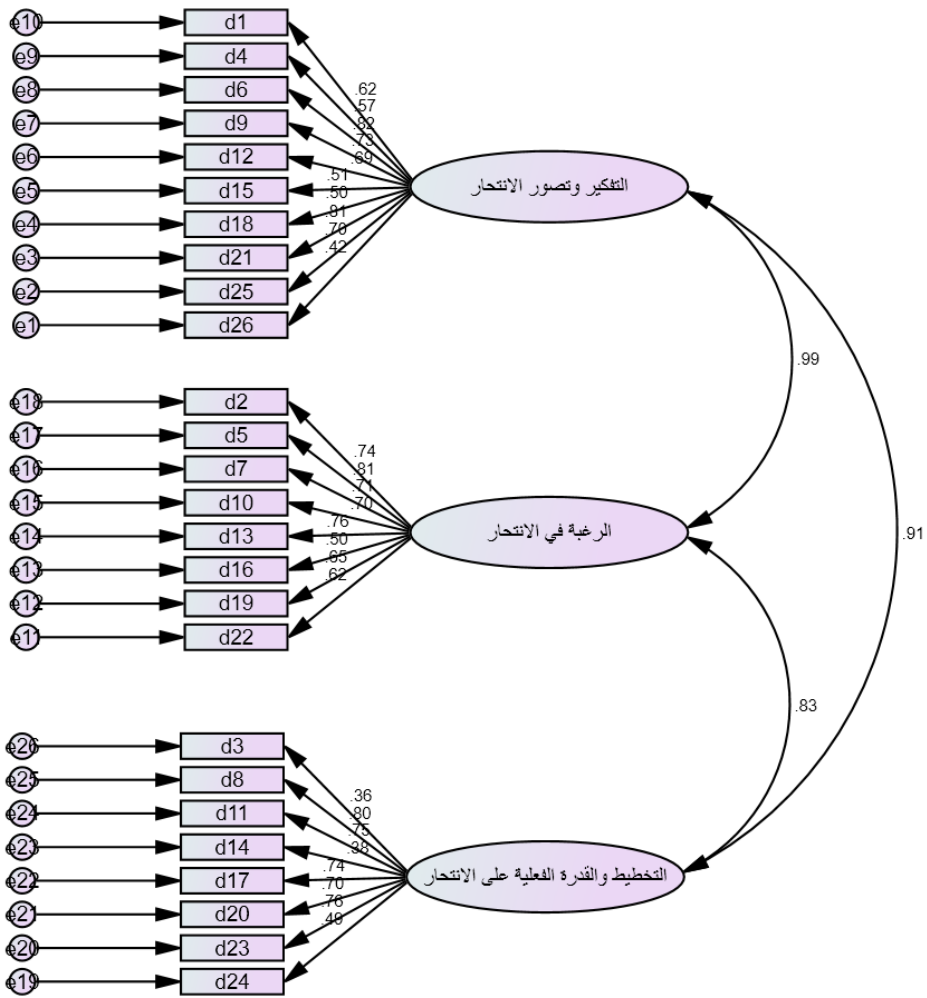 e10 d1
e9 d4
e8 d6
e7 d9
e6 d12
e5 d15
e4 d18
e3 d21
e2 d25
e1 d26
.62
.57
.82
.73
.69
.51
.50
.81
.70
.42
التفكير وتصور الانتحار
.99
e18 d2
e17 d5
e16 d7
e15 d10
e14 d13
e13 d16
e12 d19
e11 d22
.74
.81
.71
.70
.76
.50
.65
.62
الرغبة في الانتحار
.91
.83
e26 d3
e25 d8
e24 d11
e23 d14
e22 d17
e21 d20
e20 d23
e19 d24
.36
.80
.75
.38
.74
.70
.76
.49
التخطيط والقدرة الفعلية على الانتحار